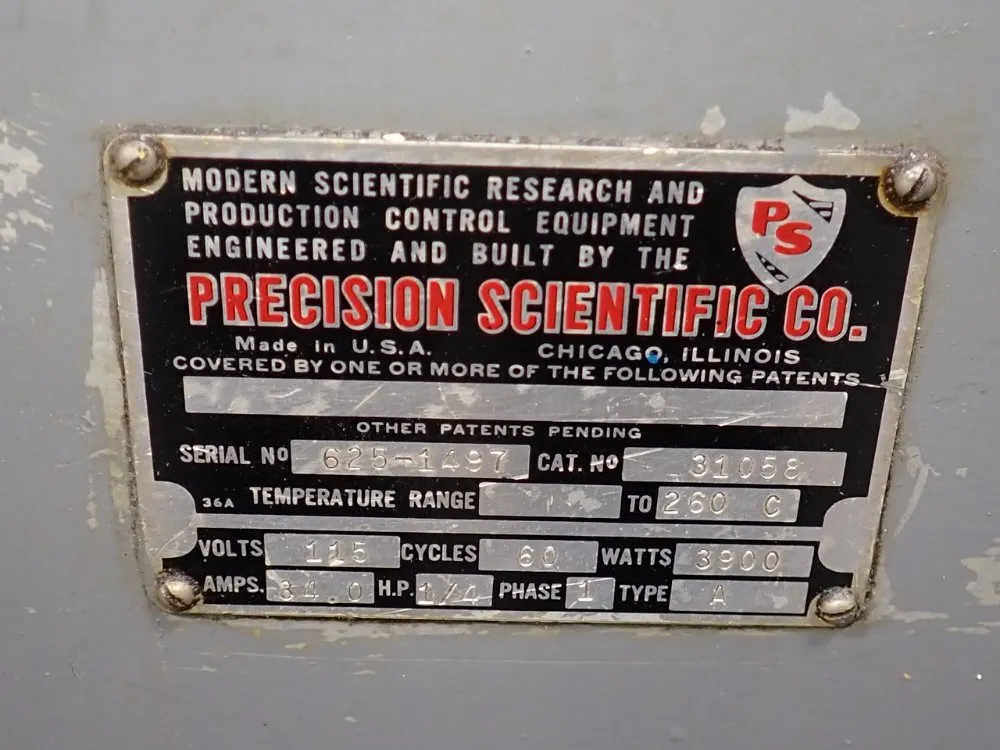 MODERN SCIENTIFIC RESEARCH AND
PRODUCTION CONTROL EQUIPMENT
ENGINEERED AND BUILT BY THE
PS
PRECISION SCIENTIFIC CO.
Made in U.S.A. CHICAGO, ILLINOIS
COVERED BY ONE OR MORE OF THE FOLLOWING PATENTS
OTHER PATENTS PENDING
SERIAL NO 625-1497 CAT. NO 31058
36A TEMPERATURE RANGE TO 260 C
VOLTS 115 CYCLES 60 WATTS 3900
AMPS. 34.0 H.P. 1/4 PHASE 1 TYPE A